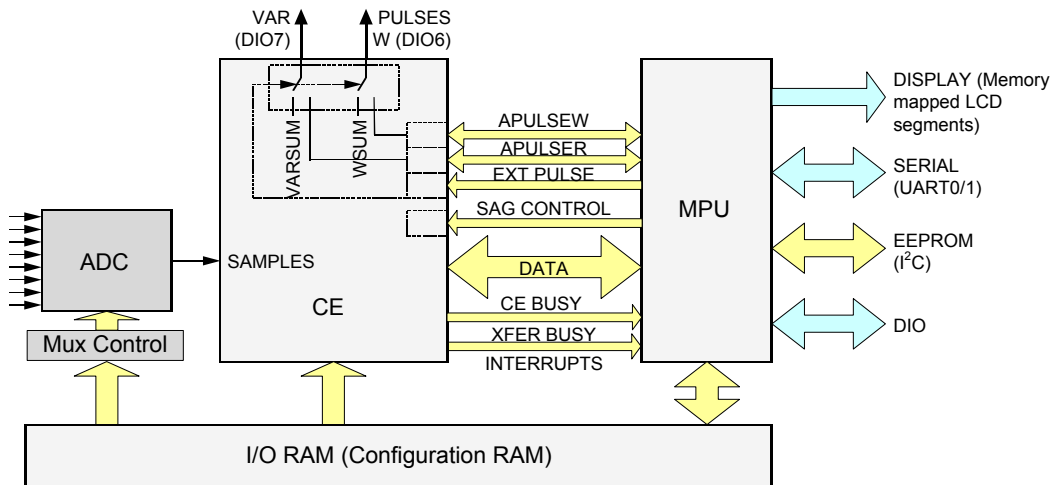 VAR
(DIO7)
PULSES
W (DIO6)
VARSUM
WSUM
APULSEW
APULSER
EXT PULSE
SAG CONTROL
DATA
CE BUSY
XFER BUSY
INTERRUPTS
SAMPLES
CE
ADC
Mux Control
MPU
DISPLAY (Memory
mapped LCD
segments)
SERIAL
(UART0/1)
EEPROM
(I²C)
DIO
I/O RAM (Configuration RAM)